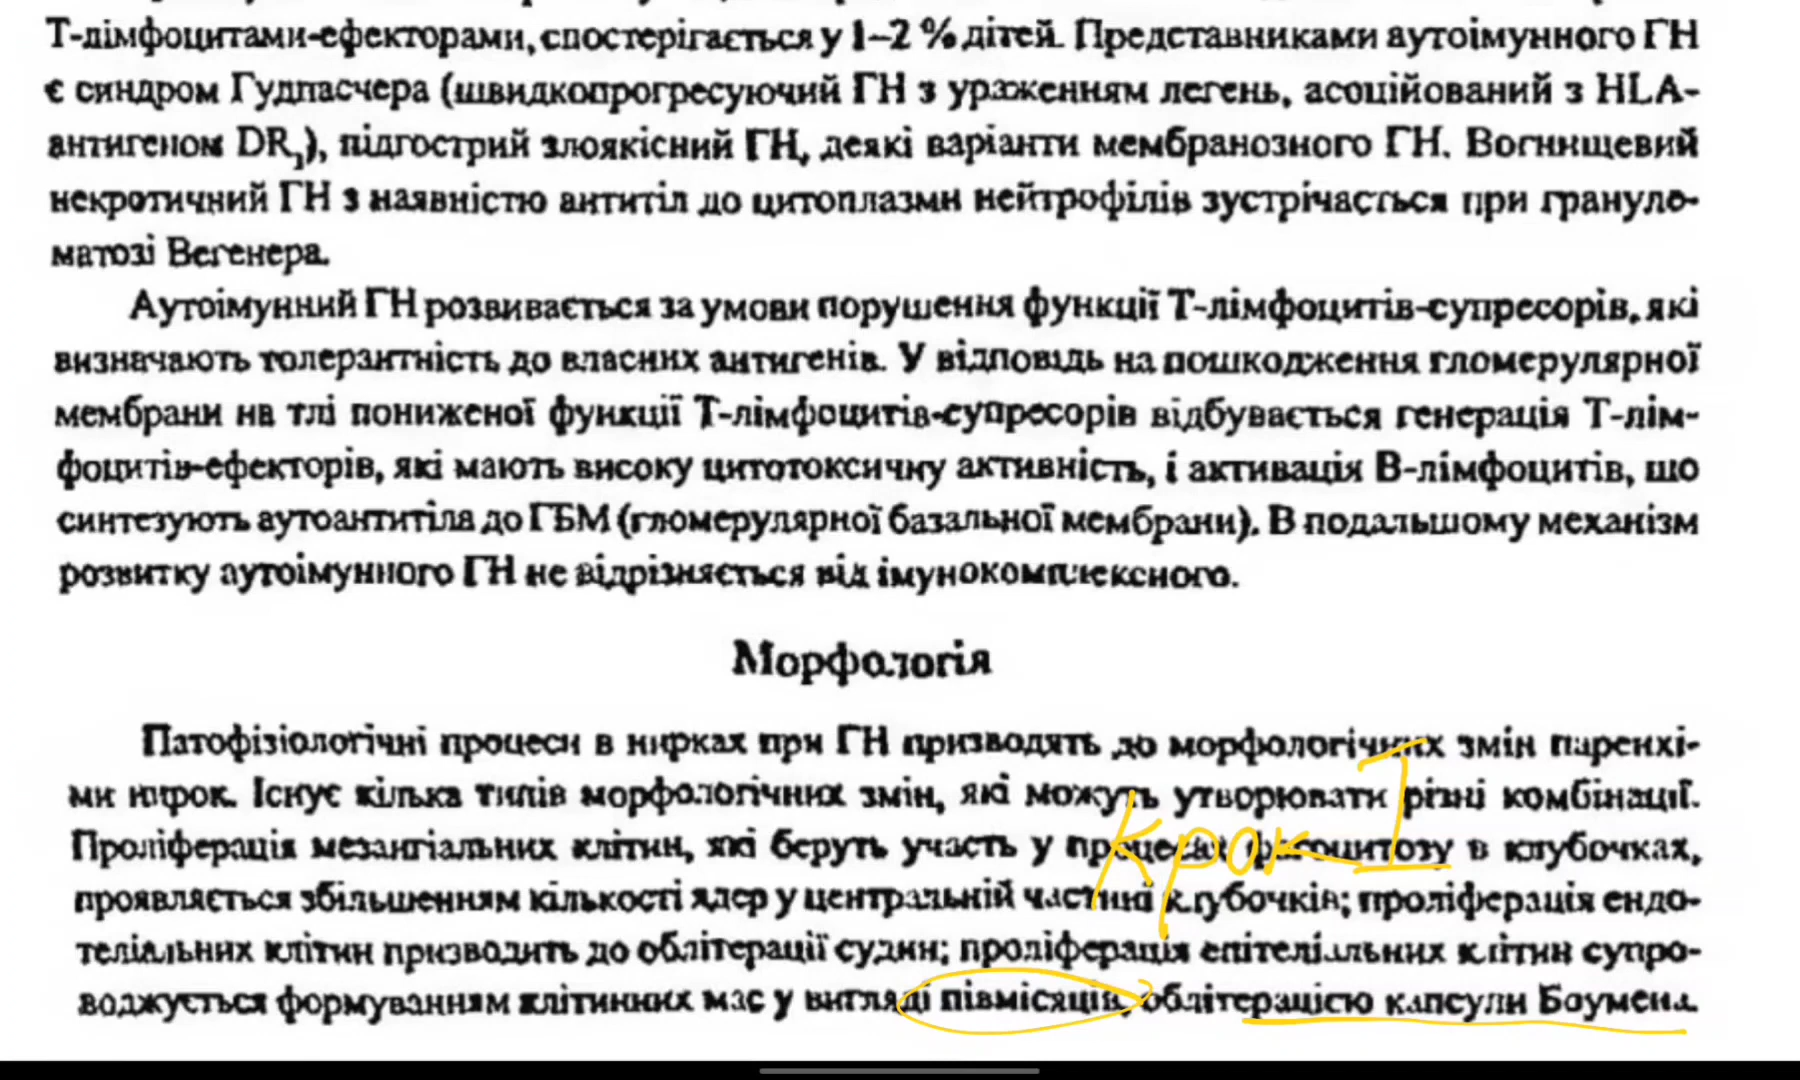 Т-лімфоцитами-ефекторами, спостерігається у 1–2 % дітей. Представниками аутоімунного ГН
є синдром Гудпасчера (швидкопрогресуючий ГН з ураженням легень, асоційований з HLA-
антигеном DR₃), підгострий злоякісний ГН, деякі варіанти мембранозного ГН. Вогнищевий
некротичний ГН з наявністю антитіл до цитоплазми нейтрофілів зустрічається при грануло-
матозі Вегенера.
Аутоімунний ГН розвивається за умови порушення функції Т-лімфоцитів-супресорів, які
визначають толерантність до власних антигенів. У відповідь на пошкодження гломерулярної
мембрани на тлі пониженої функції Т-лімфоцитів-супресорів відбувається генерація Т-лім-
фоцитів-ефекторів, які мають високу цитотоксичну активність, і активація В-лімфоцитів, що
синтезують аутоантитіла до ГБМ (гломерулярної базальної мембрани). В подальшому механізм
розвитку аутоімунного ГН не відрізняється від імунокомплексного.
Морфологія
Патофізіологічні процеси в нирках при ГН призводять до морфологічних змін паренхі-
ми нирок. Існує кілька типів морфологічних змін, які можуть утворювати різні комбінації.
Крок 1
Проліферація мезангіальних клітин, які беруть участь у процесах фагоцитозу в клубочках,
проявляється збільшенням кількості ядер у центральній частині клубочків; проліферація ендо-
теліальних клітин призводить до облітерації судин; проліферація епітеліальних клітин супро-
воджується формуванням клітинних мас у вигляді півмісяців, облітерацією капсули Боумена.